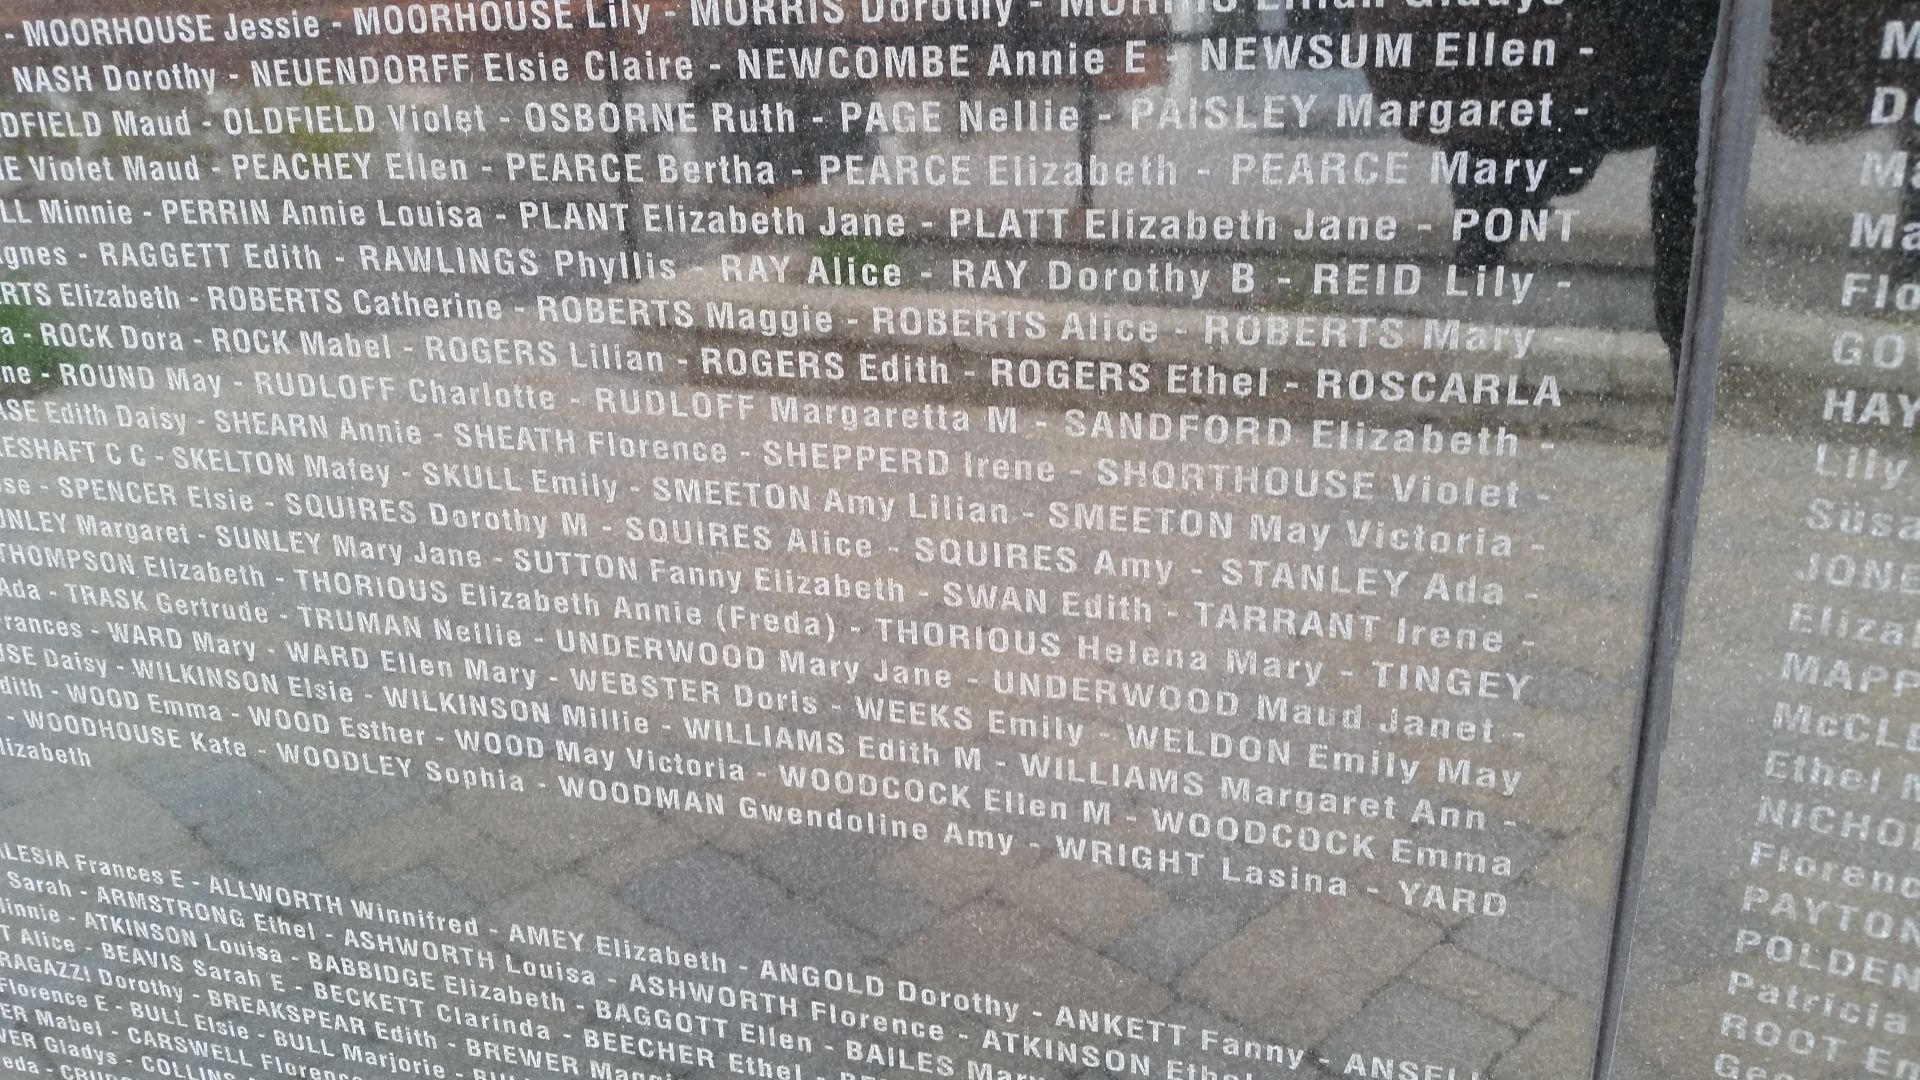 - MOORHOUSE Jessie - MOORHOUSE Lily - MORRIS Dorothy - MORRIS Lilian Gladys
NASH Dorothy - NEUENDORFF Elsie Claire - NEWCOMBE Annie E - NEWSUM Ellen -
DFIELD Maud - OLDFIELD Violet - OSBORNE Ruth - PAGE Nellie - PAISLEY Margaret -
E Violet Maud - PEACHEY Ellen - PEARCE Bertha - PEARCE Elizabeth - PEARCE Mary -
LL Minnie - PERRIN Annie Louisa - PLANT Elizabeth Jane - PLATT Elizabeth Jane - PONT
gnes - RAGGETT Edith - RAWLINGS Phyllis - RAY Alice - RAY Dorothy B - REID Lily -
RTS Elizabeth - ROBERTS Catherine - ROBERTS Maggie - ROBERTS Alice - ROBERTS Mary -
a - ROCK Dora - ROCK Mabel - ROGERS Lilian - ROGERS Edith - ROGERS Ethel - ROSCARLA
ne - ROUND May - RUDLOFF Charlotte - RUDLOFF Margaretta M - SANDFORD Elizabeth -
ASE Edith Daisy - SHEARN Annie - SHEATH Florence - SHEPPERD Irene - SHORTHOUSE Violet -
ESHAFT C C - SKELTON Matey - SKULL Emily - SMEETON Amy Lilian - SMEETON May Victoria -
se - SPENCER Elsie - SQUIRES Dorothy M - SQUIRES Alice - SQUIRES Amy - STANLEY Ada -
NLEY Margaret - SUNLEY Mary Jane - SUTTON Fanny Elizabeth - SWAN Edith - TARRANT Irene -
THOMPSON Elizabeth - THORIOUS Elizabeth Annie (Freda) - THORIOUS Helena Mary - TINGEY
Ada - TRASK Gertrude - TRUMAN Nellie - UNDERWOOD Mary Jane - UNDERWOOD Maud Janet -
rances - WARD Mary - WARD Ellen Mary - WEBSTER Doris - WEEKS Emily - WELDON Emily May
SE Daisy - WILKINSON Elsie - WILKINSON Millie - WILLIAMS Edith M - WILLIAMS Margaret Ann -
dith - WOOD Emma - WOOD Esther - WOOD May Victoria - WOODCOCK Ellen M - WOODCOCK Emma
- WOODHOUSE Kate - WOODLEY Sophia - WOODMAN Gwendoline Amy - WRIGHT Lasina - YARD
lizabeth
LESIA Frances E - ALLWORTH Winnifred - AMEY Elizabeth - ANGOLD Dorothy - ANKETT Fanny - ANSELL
Sarah - ARMSTRONG Ethel - ASHWORTH Louisa - ASHWORTH Florence - ATKINSON Ethel
innie - ATKINSON Louisa - BABBIDGE Elizabeth - BAGGOTT Ellen - BAILES Mary
T Alice - BEAVIS Sarah E - BECKETT Clarinda - BEECHER Ethel
RAGAZZI Dorothy - BREAKSPEAR Edith - BREWER Maggi
Florence E - BULL Elsie - BULL Marjorie
ER Mabel - CARSWELL Florenc
VER Gladys - COLLINS
eda
M
Do
Ma
Ma
Flo
GO
HAY
Lily
Susa
JONE
Eliza
MAPP
McCLE
Ethel
NICHO
Florenc
PAYTON
POLDEN
Patricia
ROOT Em
Geo